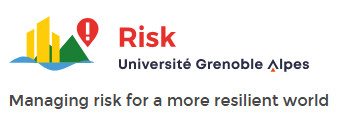 Risk
Université Grenoble Alpes
Managing risk for a more resilient world